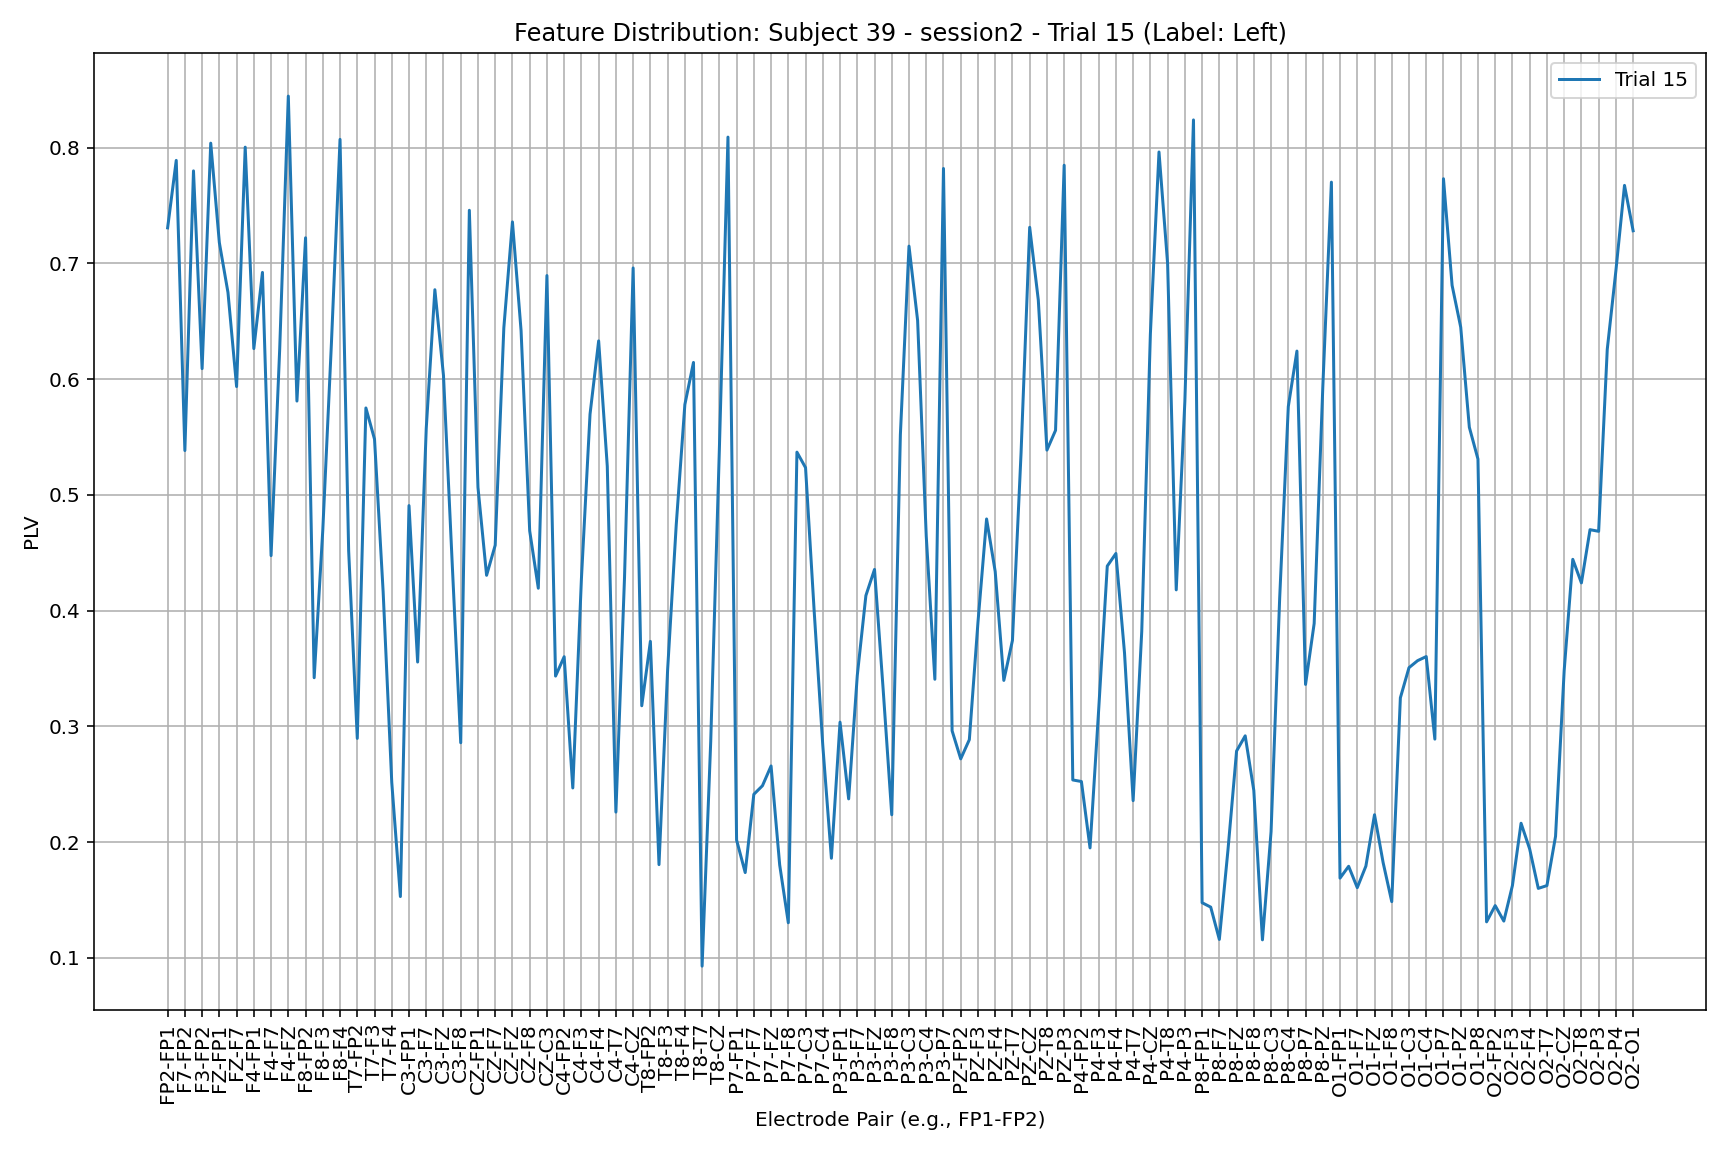 Feature Distribution: Subject 39 - session2 - Trial 15 (Label: Left)
Trial 15
PLV
0.8
0.7
0.6
0.5
0.4
0.3
0.2
0.1
FP2-FP1
F7-FP2
F3-FP2
FZ-FP1
FZ-F7
F4-FP1
F4-F7
F4-FZ
F8-FP2
F8-F3
F8-F4
T7-FP2
T7-F3
T7-F4
C3-FP1
C3-F7
C3-FZ
C3-F8
CZ-FP1
CZ-F7
CZ-FZ
CZ-F8
CZ-C3
C4-FP2
C4-F3
C4-F4
C4-T7
C4-CZ
T8-FP2
T8-F3
T8-F4
T8-T7
T8-CZ
P7-FP1
P7-F7
P7-FZ
P7-F8
P7-C3
P7-C4
P3-FP1
P3-F7
P3-FZ
P3-F8
P3-C3
P3-C4
P3-P7
PZ-FP2
PZ-F3
PZ-F4
PZ-T7
PZ-CZ
PZ-T8
PZ-P3
P4-FP2
P4-F3
P4-F4
P4-T7
P4-CZ
P4-T8
P4-P3
P8-FP1
P8-F7
P8-FZ
P8-F8
P8-C3
P8-C4
P8-P7
P8-PZ
O1-FP1
O1-F7
O1-FZ
O1-F8
O1-C3
O1-C4
O1-P7
O1-PZ
O1-P8
O2-FP2
O2-F3
O2-F4
O2-T7
O2-CZ
O2-T8
O2-P3
O2-P4
O2-O1
Electrode Pair (e.g., FP1-FP2)